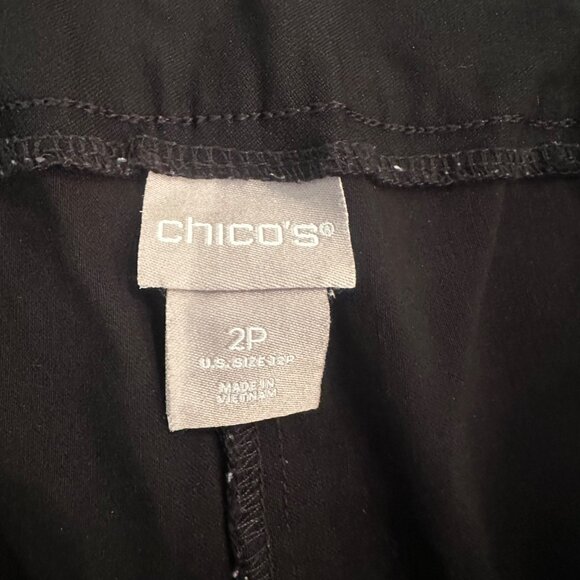 chico's®
2P
U.S. SIZE 12P
MADE IN
VIETNAM